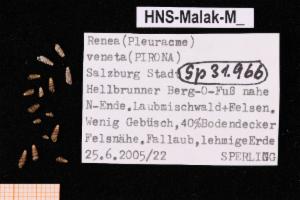 HNS-Malak-M_
Renea(Pleuracme)
veneta(PIRONA)
Salzburg Stadt Sp 31.966
Hellbrunner Berg-O-Fuß nahe
N-Ende.Laubmischwald+Felsen.
Wenig Gebüsch,40%Bodendecker
Felsnähe,Fallaub,lehmigeErde
25.6.2005/22 SPERLING